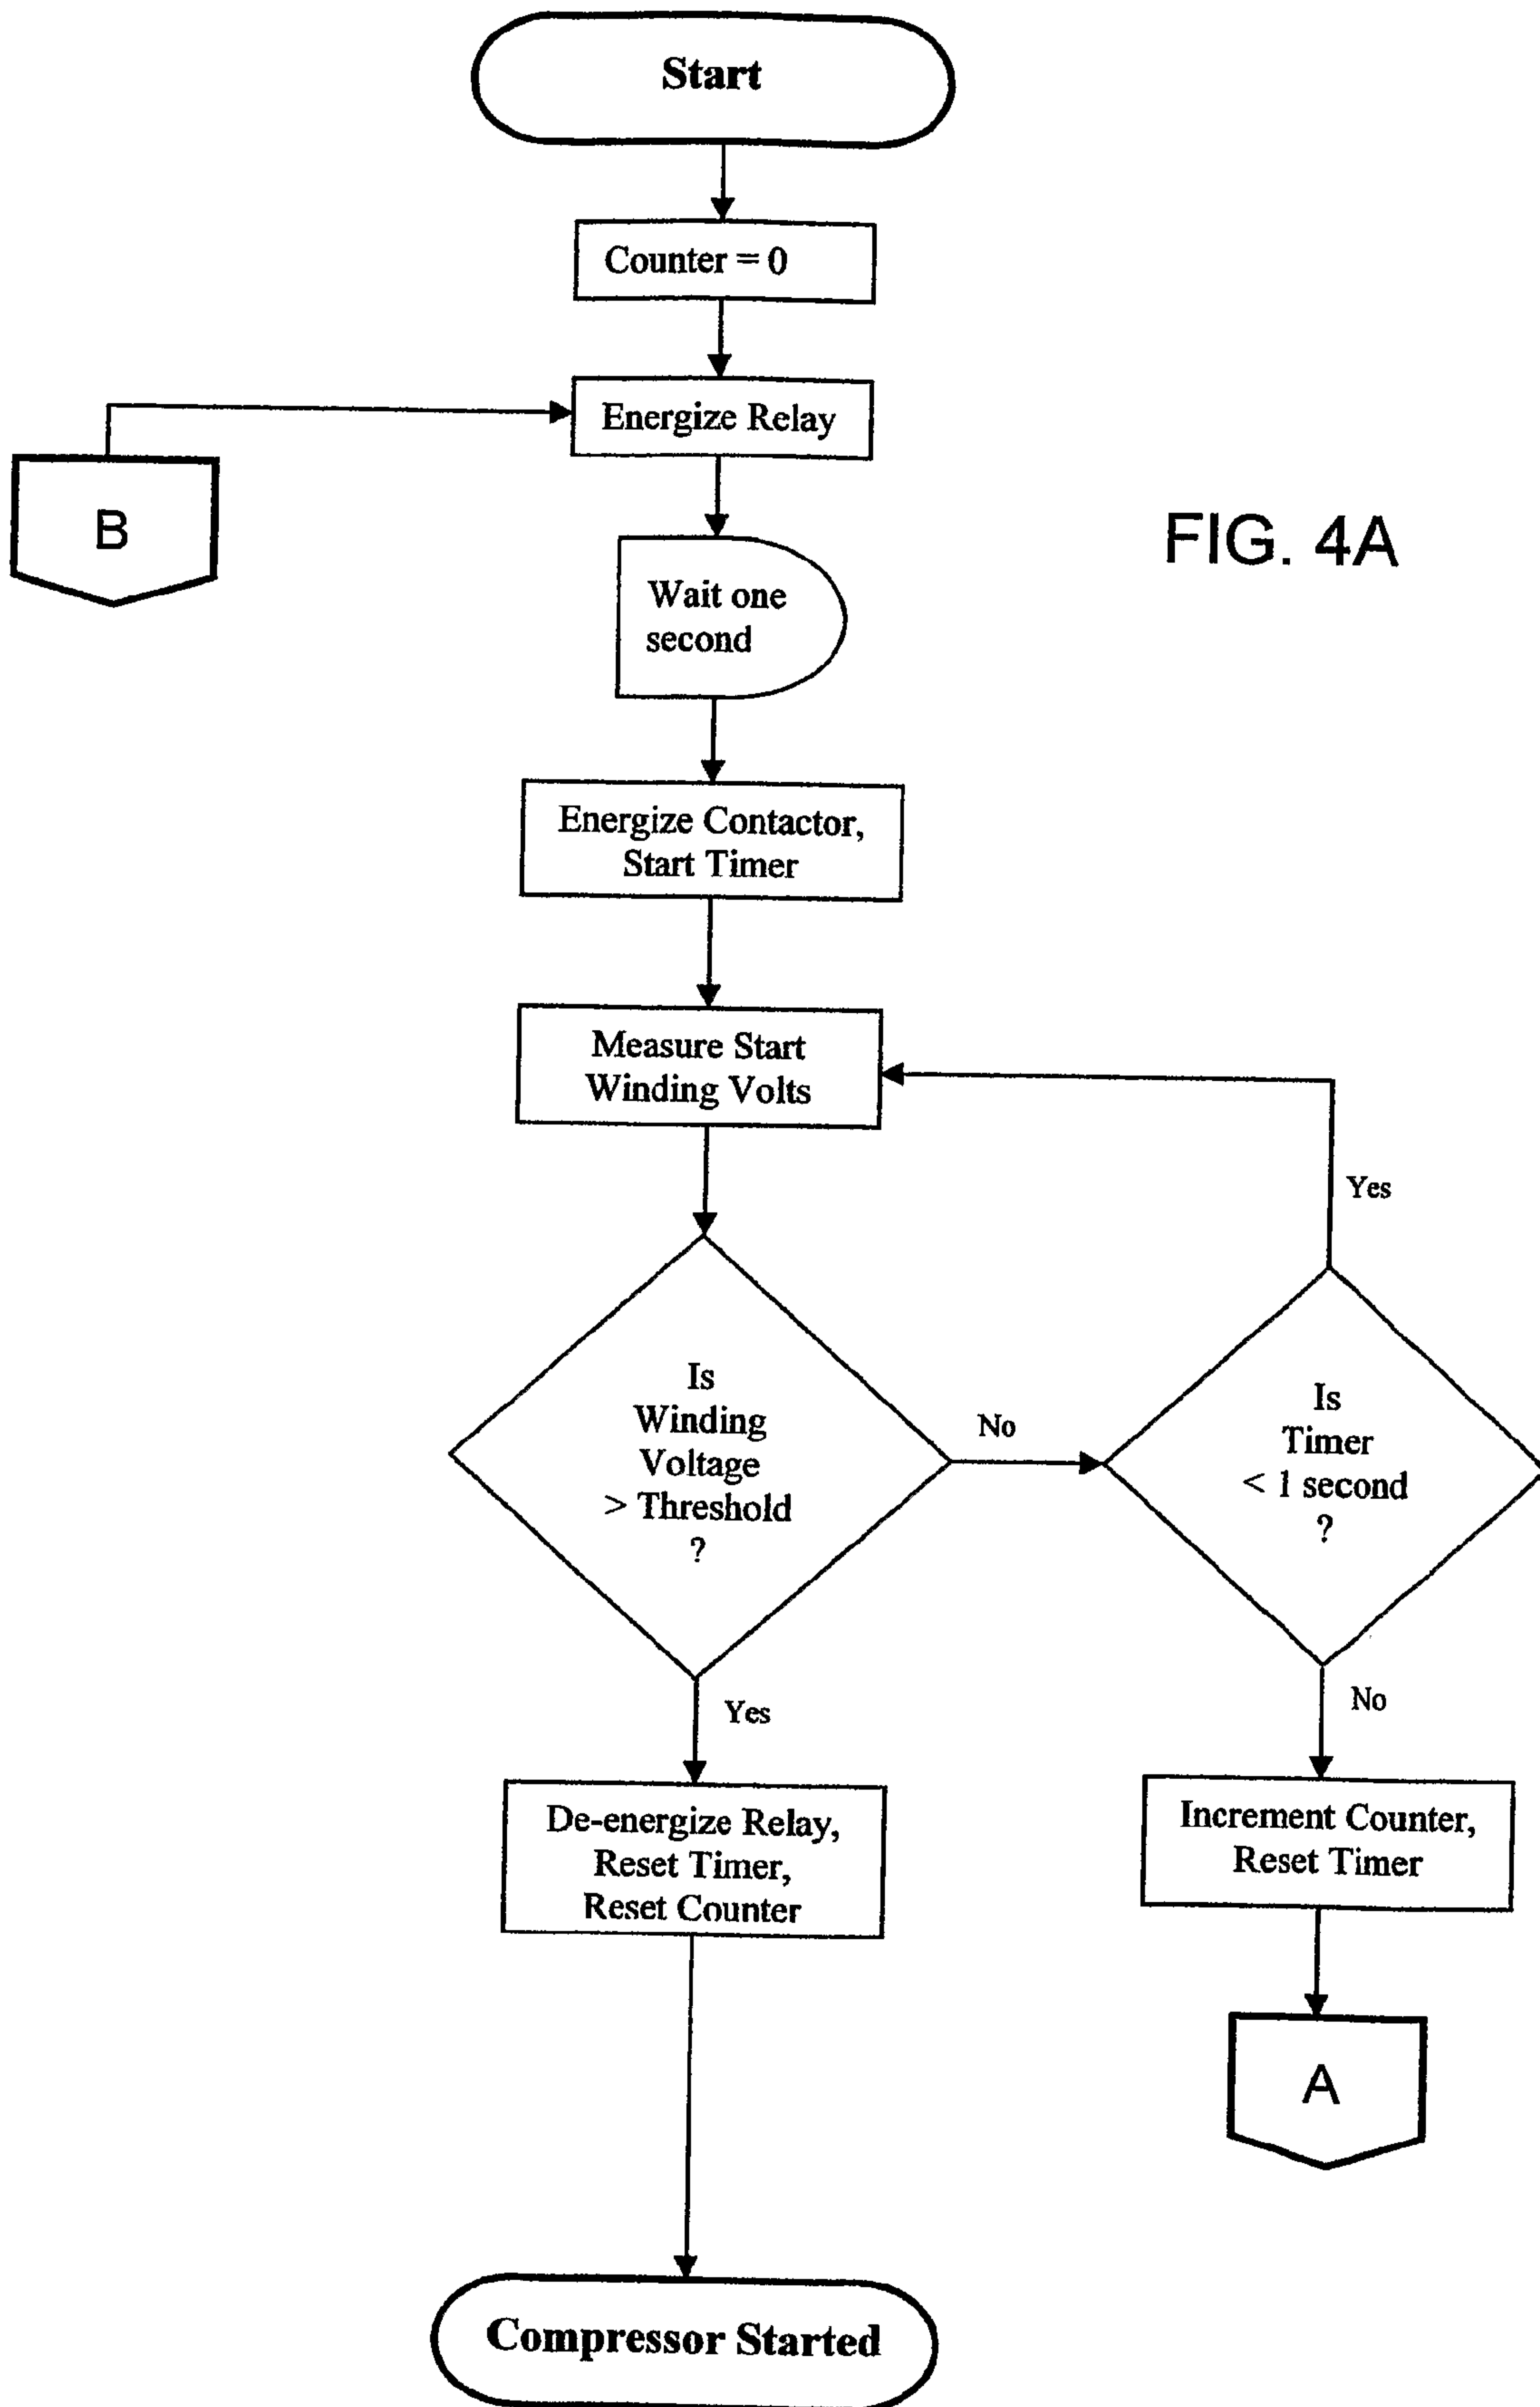 Start
Counter = 0
Energize Relay
B
FIG. 4A
Wait one
second
Energize Contactor,
Start Timer
Measure Start
Winding Volts
Yes
Is
Winding
Voltage
> Threshold
?
No
Is
Timer
< 1 second
?
Yes
No
De-energize Relay,
Reset Timer,
Reset Counter
Increment Counter,
Reset Timer
A
Compressor Started